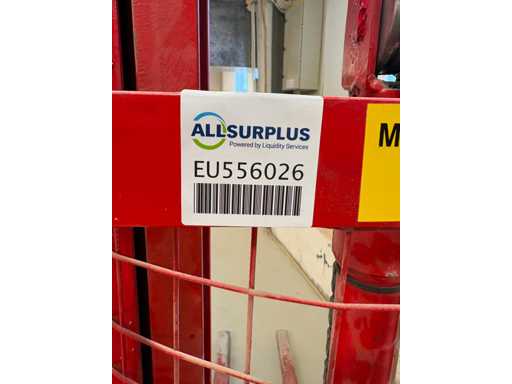 ALLSURPLUS
Powered by Liquidity Services
EU556026
M